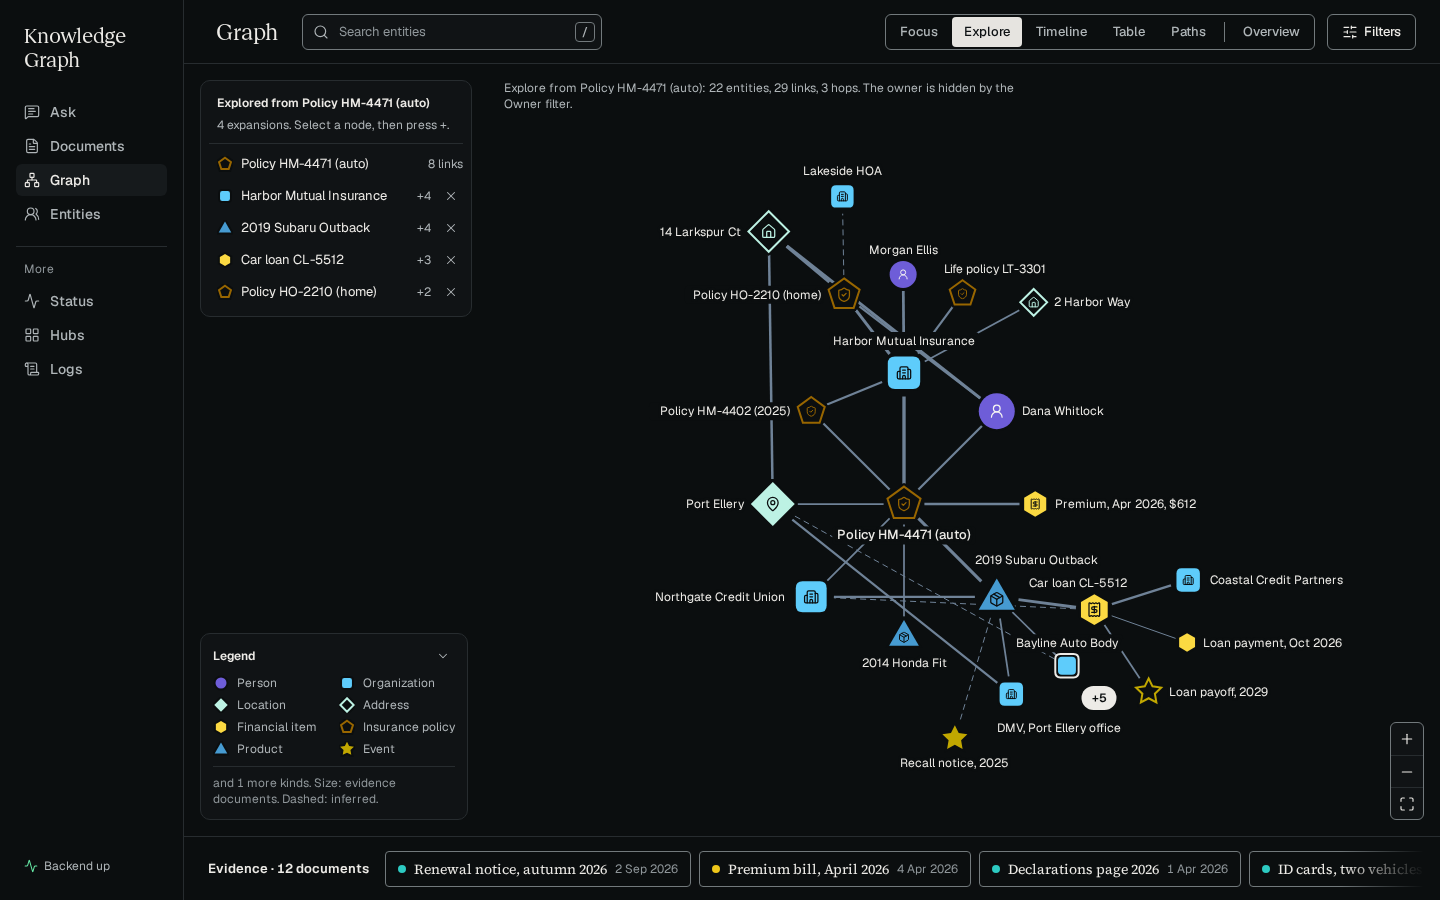 Knowledge
Graph
Ask
Documents
Graph
Entities
More
Status
Hubs
Logs
Backend up
Graph
Search entities
/
Focus
Explore
Timeline
Table
Paths
Overview
Filters
Explored from Policy HM-4471 (auto)
4 expansions. Select a node, then press +.
Policy HM-4471 (auto) 8 links
Harbor Mutual Insurance +4
2019 Subaru Outback +4
Car loan CL-5512 +3
Policy HO-2210 (home) +2
Explore from Policy HM-4471 (auto): 22 entities, 29 links, 3 hops. The owner is hidden by the
Owner filter.
Lakeside HOA
14 Larkspur Ct
Morgan Ellis
Life policy LT-3301
Policy HO-2210 (home)
2 Harbor Way
Harbor Mutual Insurance
Policy HM-4402 (2025)
Dana Whitlock
Port Ellery
Premium, Apr 2026, $612
Policy HM-4471 (auto)
2019 Subaru Outback
Car loan CL-5512
Coastal Credit Partners
Northgate Credit Union
Bayline Auto Body
Loan payment, Oct 2026
2014 Honda Fit
+5
Loan payoff, 2029
DMV, Port Ellery office
Recall notice, 2025
Legend
Person
Organization
Location
Address
Financial item
Insurance policy
Product
Event
and 1 more kinds. Size: evidence
documents. Dashed: inferred.
Evidence · 12 documents
Renewal notice, autumn 2026 2 Sep 2026
Premium bill, April 2026 4 Apr 2026
Declarations page 2026 1 Apr 2026
ID cards, two vehicles